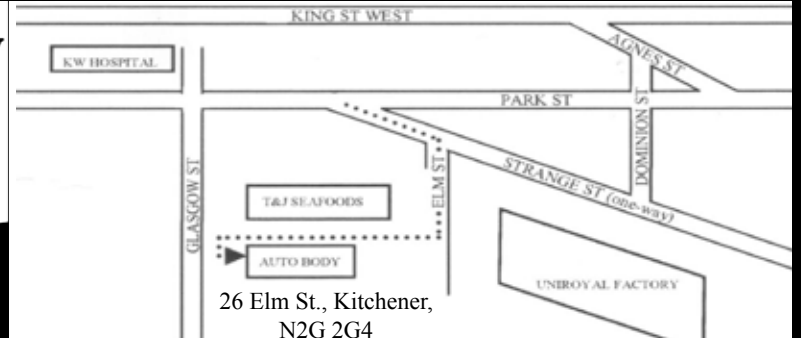 KING ST WEST
AGNES ST
KW HOSPITAL
PARK ST
DOMINION ST
GLASGOW ST
ELM ST
STRANGE ST (one-way)
T&J SEAFOODS
AUTO BODY
UNIROYAL FACTORY
26 Elm St., Kitchener,
N2G 2G4